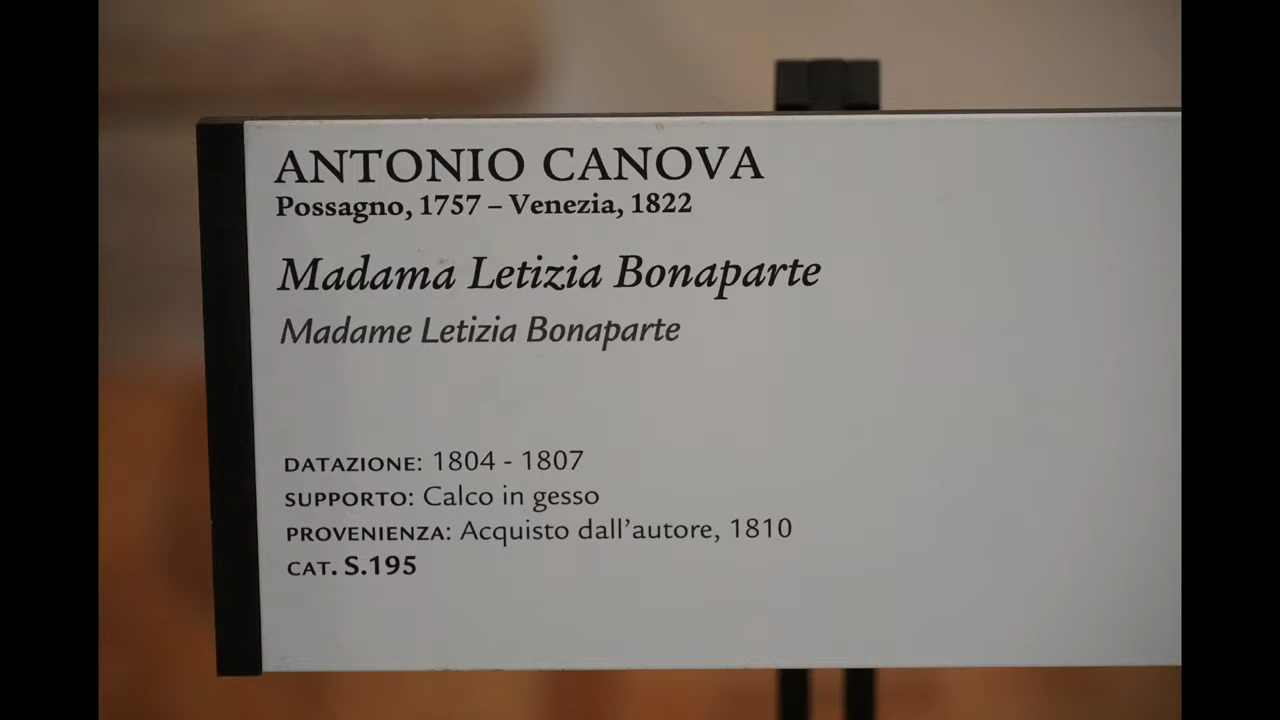 ANTONIO CANOVA
Possagno, 1757 – Venezia, 1822
Madama Letizia Bonaparte
Madame Letizia Bonaparte
DATAZIONE: 1804 - 1807
SUPPORTO: Calco in gesso
PROVENIENZA: Acquisto dall'autore, 1810
CAT. S.195